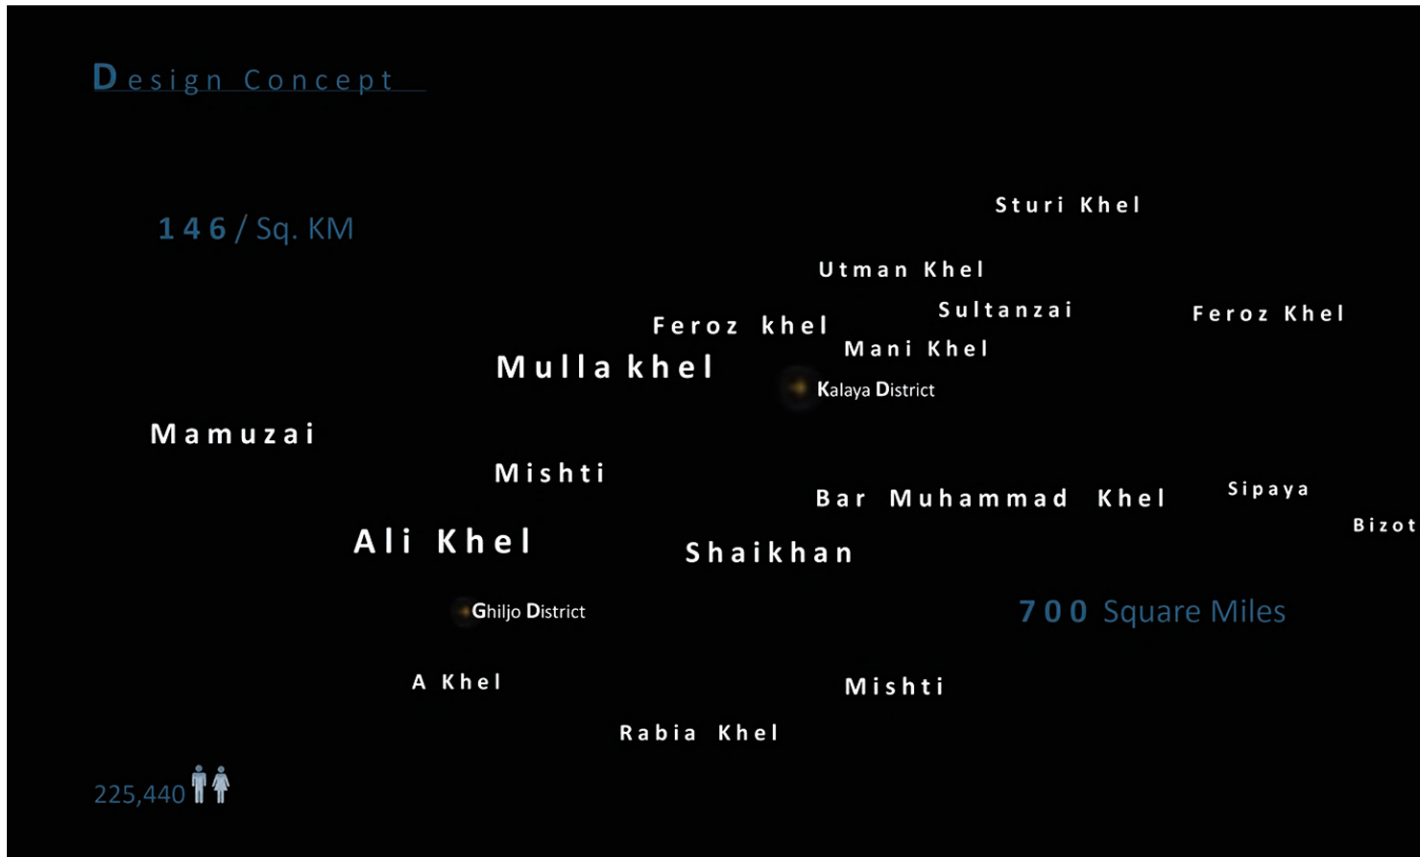 Design Concept
Sturi Khel
146/ Sq. KM
Utman Khel
Sultanzai
Feroz Khel
Feroz khel
Mani Khel
Mulla khel
Kalaya District
Mamuzai
Mishti
Sipaya
Bar Muhammad Khel
Bizot
Ali Khel
Shaikhan
Ghiljo District
700 Square Miles
A Khel
Mishti
Rabia Khel
225,440